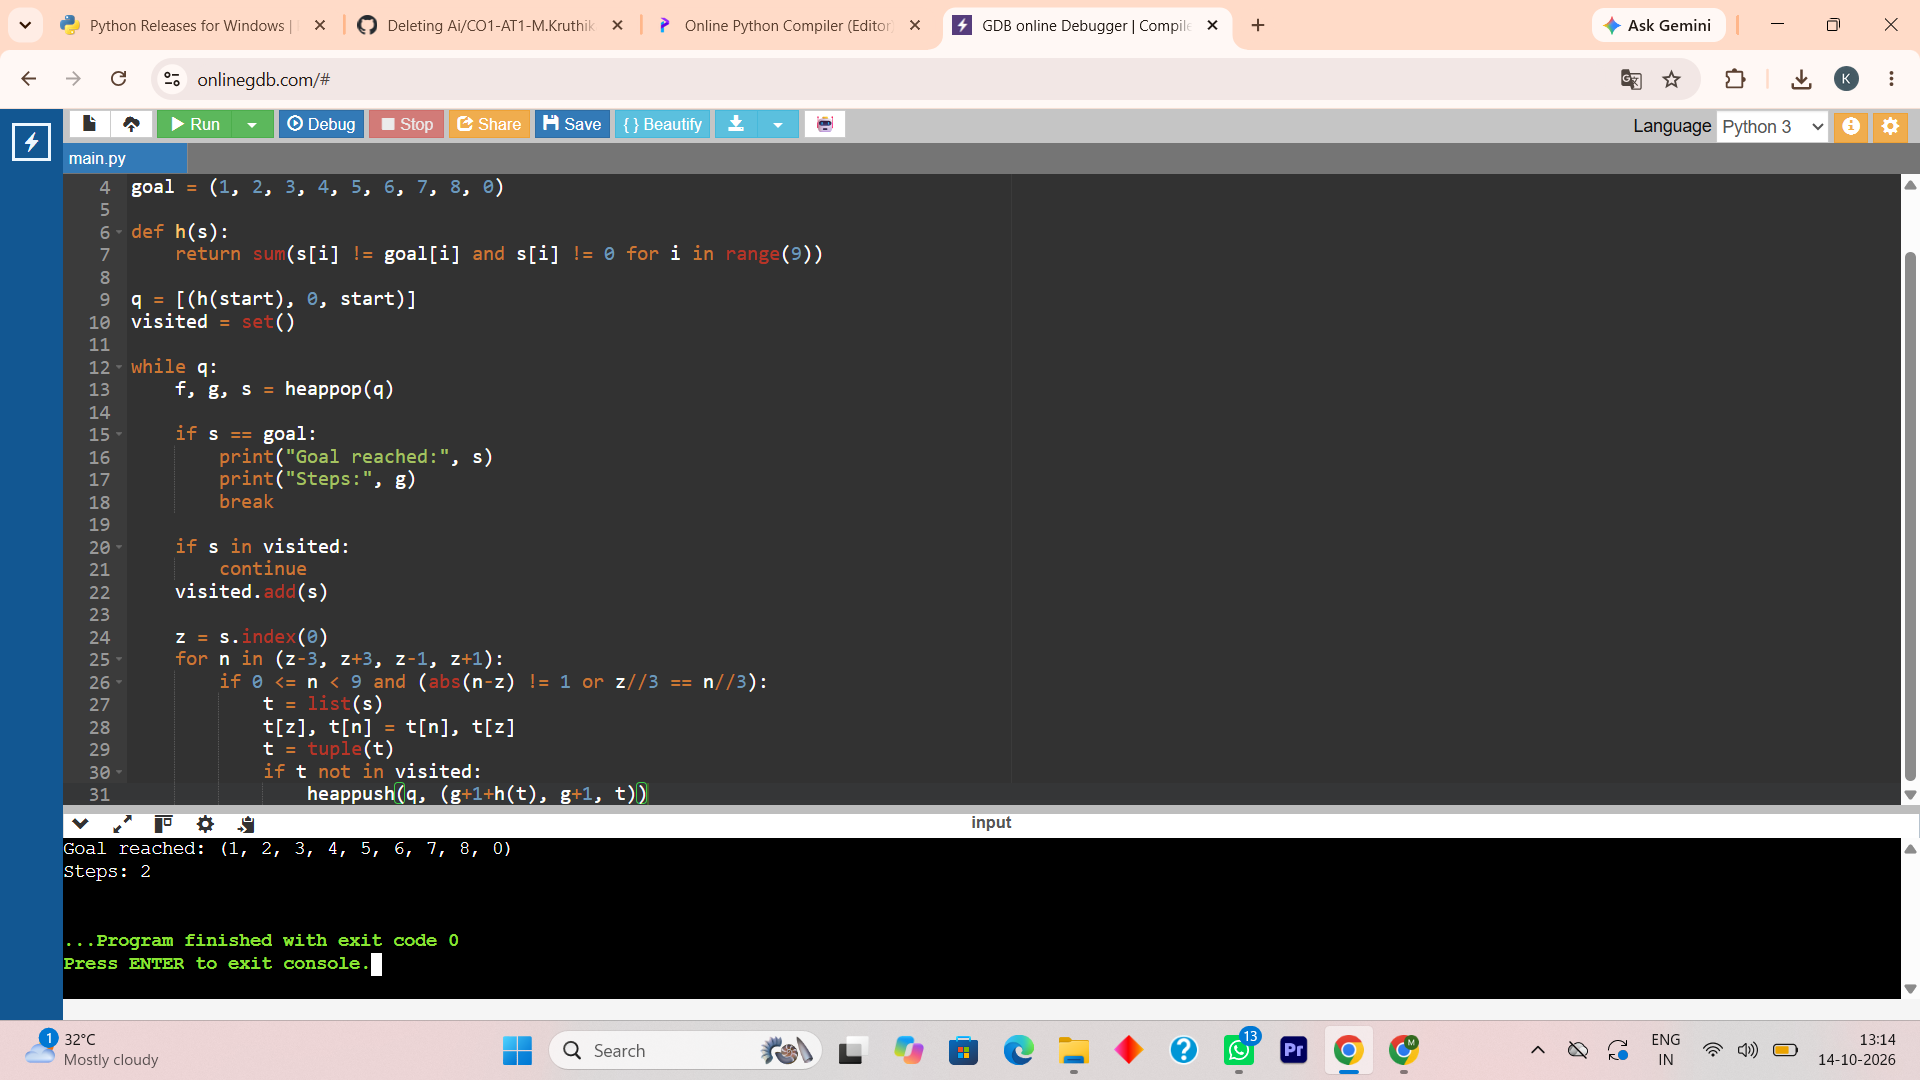 Python Releases for Windows |
Deleting Ai/CO1-AT1-M.Kruthik
Online Python Compiler (Editor
GDB online Debugger | Compile
Ask Gemini
onlinegdb.com/#
K
Run
Debug
Stop
Share
Save
{ } Beautify
Language Python 3
main.py
4 goal = (1, 2, 3, 4, 5, 6, 7, 8, 0)
5
6 def h(s):
7     return sum(s[i] != goal[i] and s[i] != 0 for i in range(9))
8
9 q = [(h(start), 0, start)]
10 visited = set()
11
12 while q:
13     f, g, s = heappop(q)
14
15     if s == goal:
16         print("Goal reached:", s)
17         print("Steps:", g)
18         break
19
20     if s in visited:
21         continue
22     visited.add(s)
23
24     z = s.index(0)
25     for n in (z-3, z+3, z-1, z+1):
26         if 0 <= n < 9 and (abs(n-z) != 1 or z//3 == n//3):
27             t = list(s)
28             t[z], t[n] = t[n], t[z]
29             t = tuple(t)
30             if t not in visited:
31                 heappush(q, (g+1+h(t), g+1, t))
input
Goal reached: (1, 2, 3, 4, 5, 6, 7, 8, 0)
Steps: 2
...Program finished with exit code 0
Press ENTER to exit console.
1
32°C
Mostly cloudy
Search
13
Pr
M
ENG
IN
13:14
14-10-2026